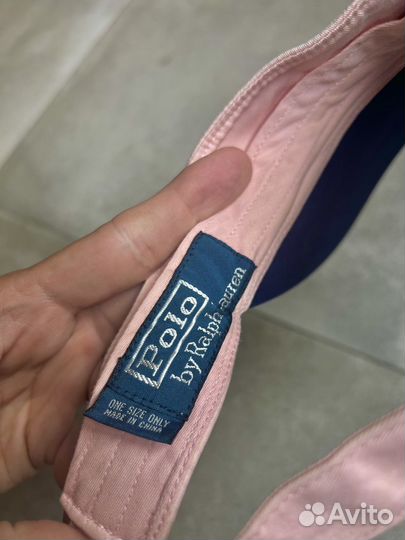 Polo
by Ralph Lauren
ONE SIZE ONLY
MADE IN CHINA
Avito